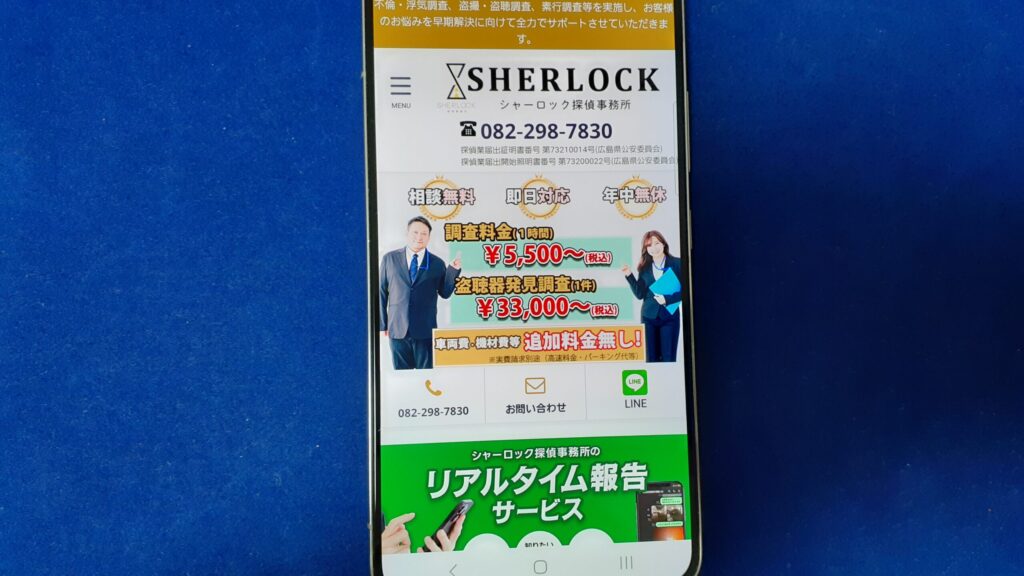 不倫・浮気調査、盗撮・盗聴調査、素行調査等を実施し、お客様
のお悩みを早期解決に向けて全力でサポートさせていただきま
す。
MENU
SHERLOCK
SHERLOCK
シャーロック探偵事務所
082-298-7830
探偵業届出証明書番号 第73210014号(広島県公安委員会)
探偵業届出開始照明書番号 第73200022号(広島県公安委員会
相談無料 即日対応 年中無休
調査料金(1時間)
¥5,500〜(税込)
盗聴器発見調査(1件)
¥33,000〜(税込)
車両費・機材費等 追加料金無し!
※実費請求別途（高速料金・パーキング代等）
082-298-7830
お問い合わせ
LINE
LINE
シャーロック探偵事務所の
リアルタイム報告
サービス
知りたい